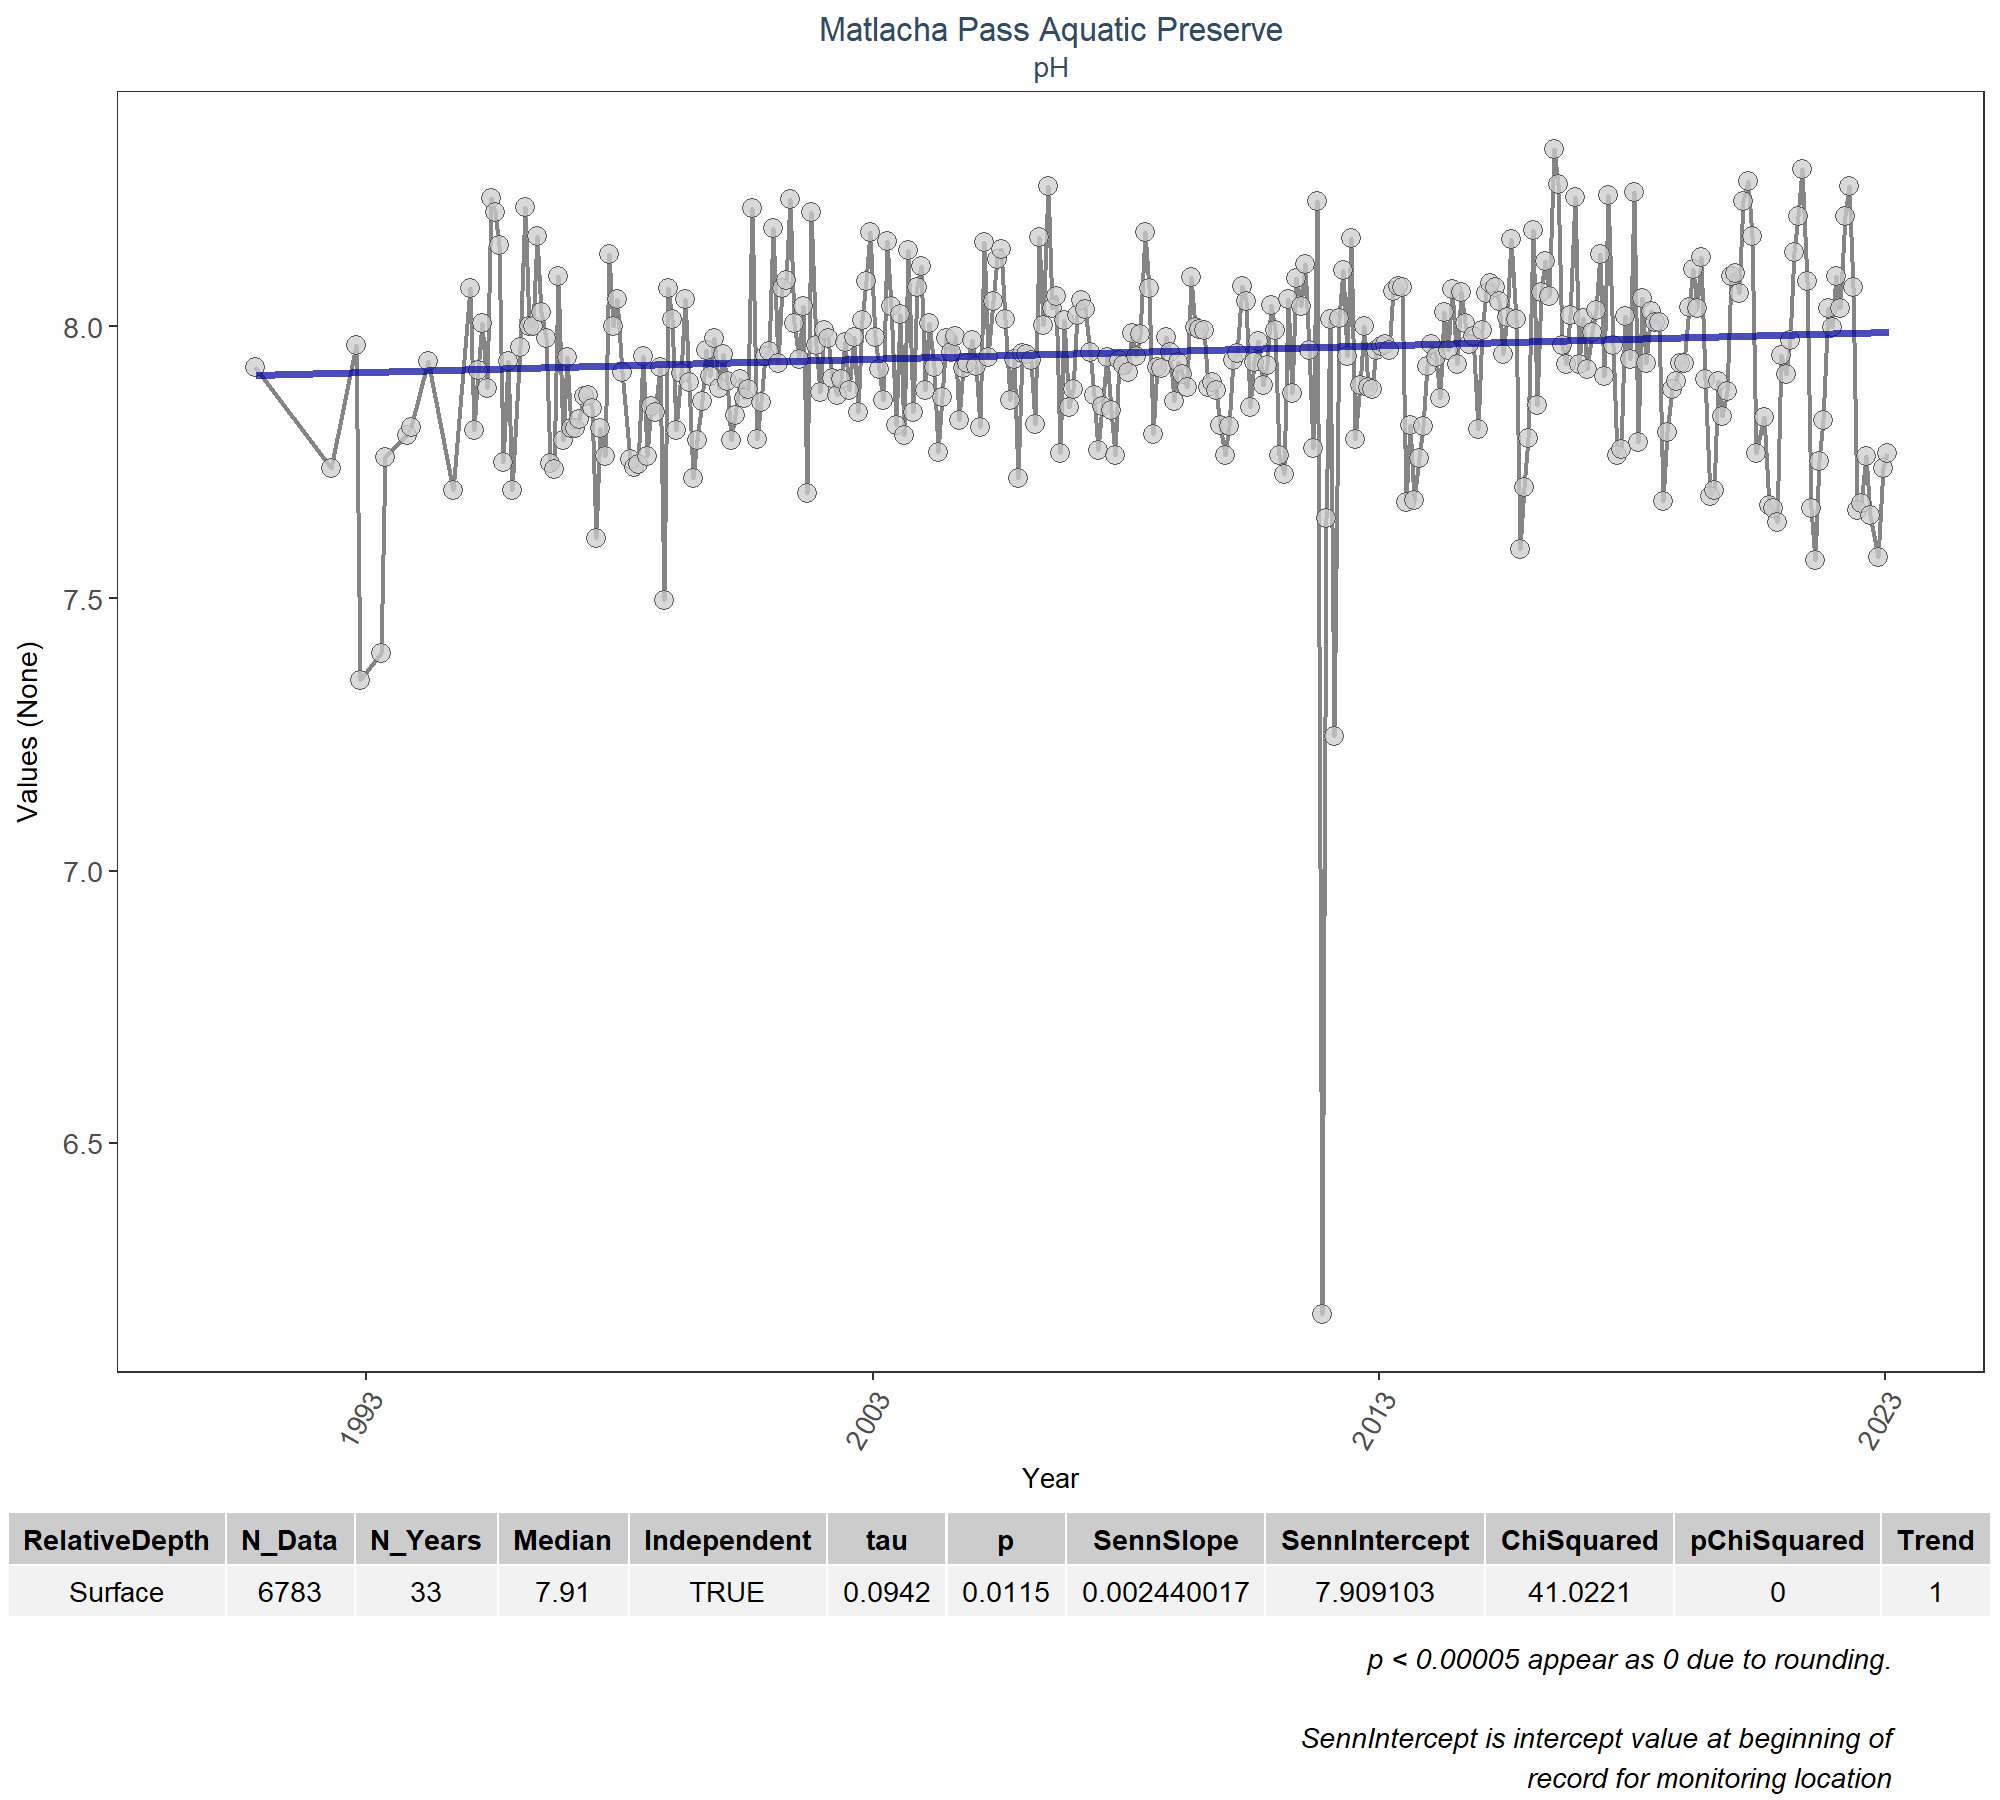 Matlacha Pass Aquatic Preserve
pH
Values (None)
8.0
7.5
7.0
6.5
1993
2003
2013
2023
Year
RelativeDepth N_Data N_Years Median Independent tau p SennSlope SennIntercept ChiSquared pChiSquared Trend
Surface 6783 33 7.91 TRUE 0.0942 0.0115 0.002440017 7.909103 41.0221 0 1
p < 0.00005 appear as 0 due to rounding.
SennIntercept is intercept value at beginning of
record for monitoring location